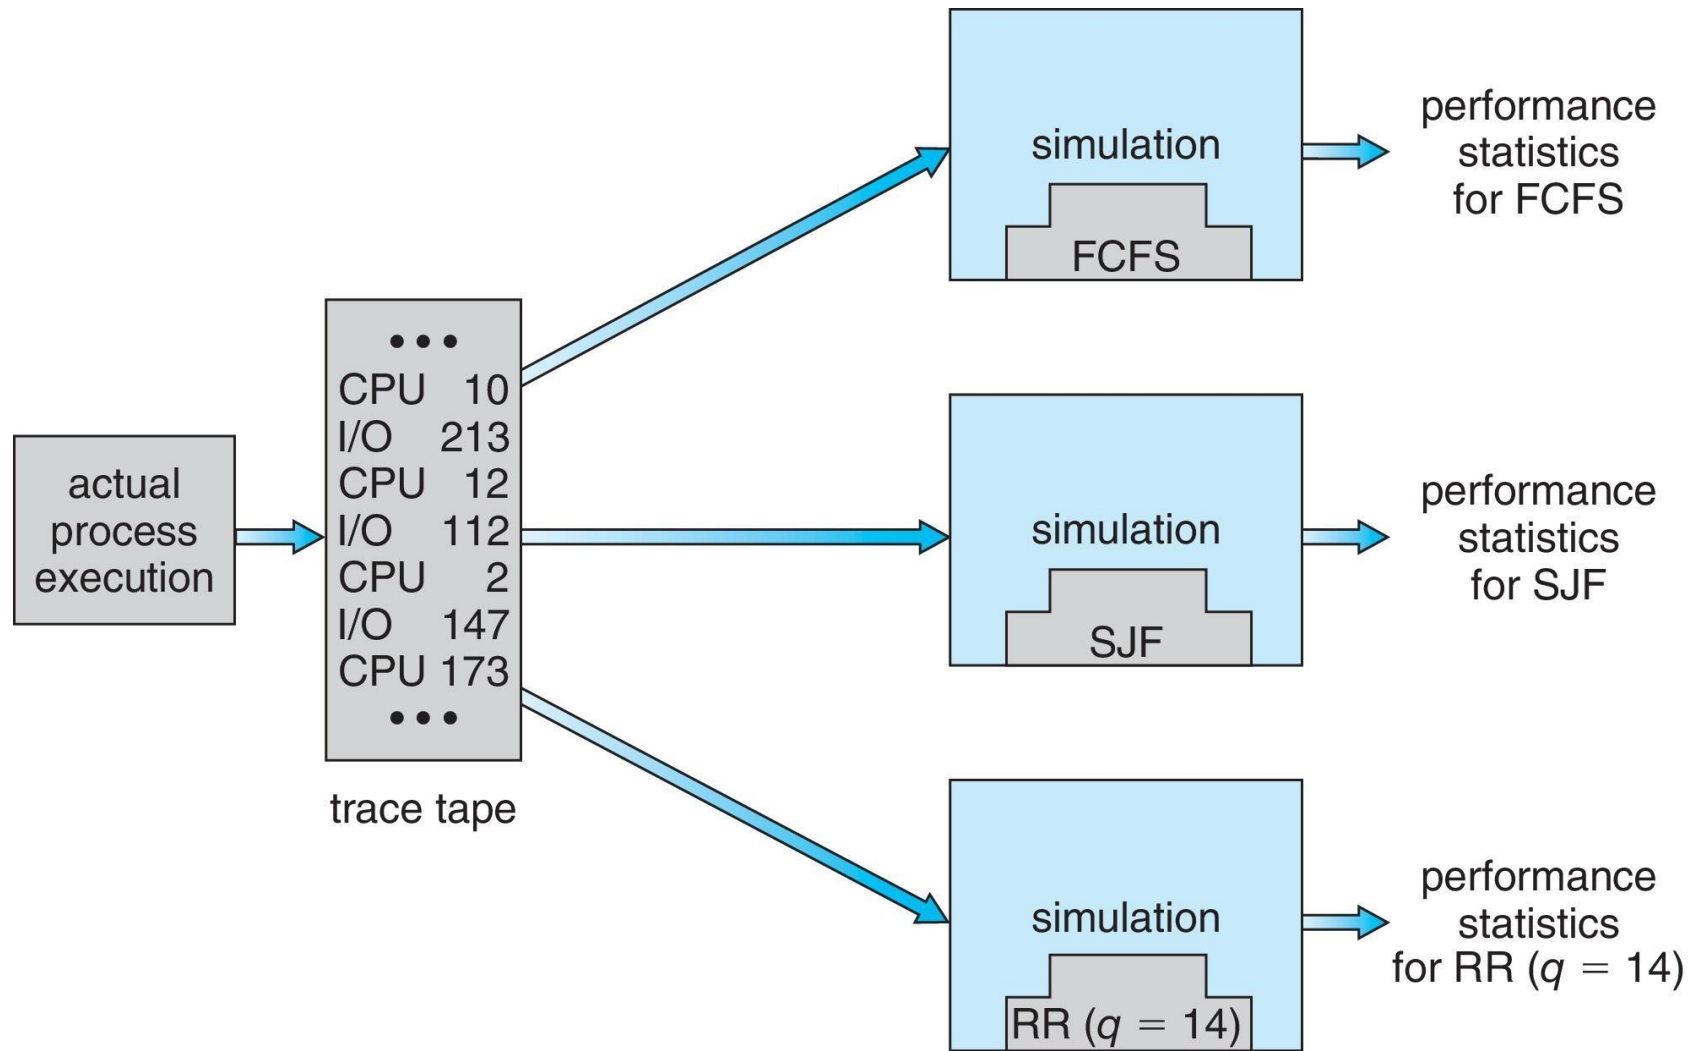 actual
process
execution
•••
CPU 10
I/O 213
CPU 12
I/O 112
CPU 2
I/O 147
CPU 173
•••
trace tape
simulation
FCFS
performance
statistics
for FCFS
simulation
SJF
performance
statistics
for SJF
simulation
RR (q = 14)
performance
statistics
for RR (q = 14)